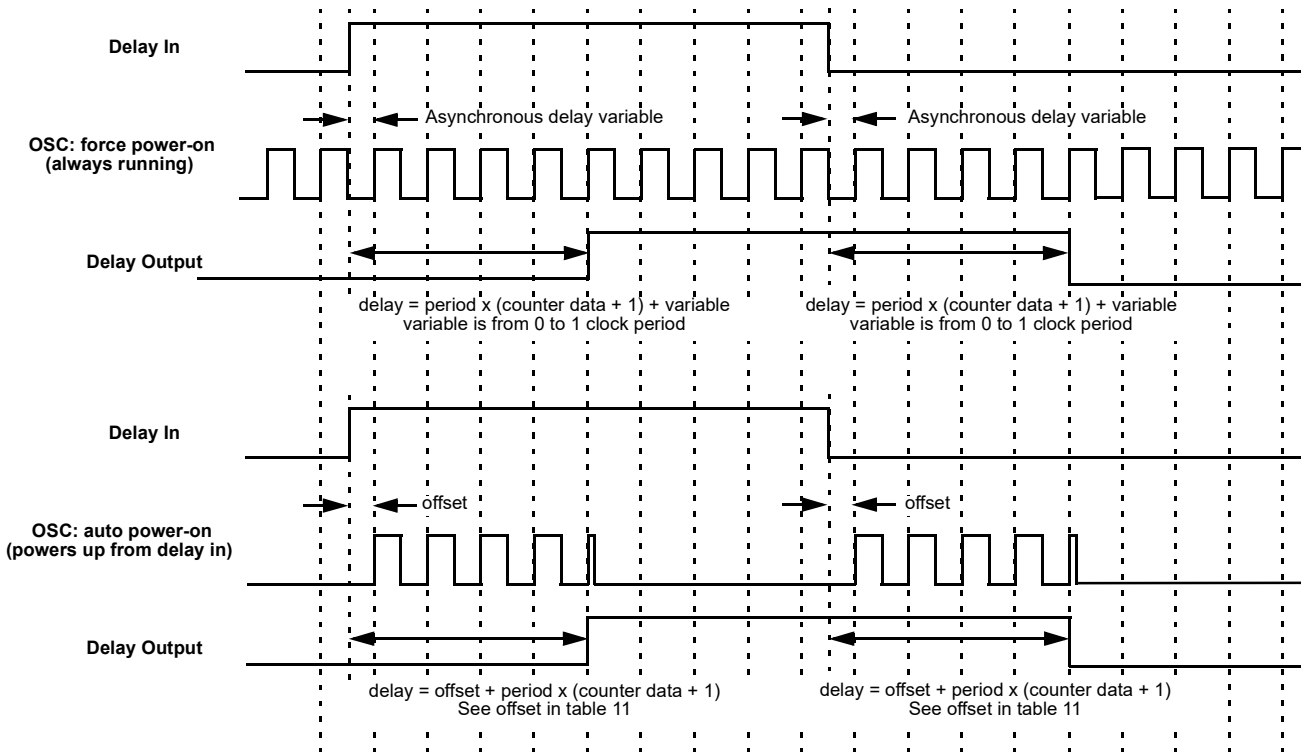 Delay In
Asynchronous delay variable
Asynchronous delay variable
OSC: force power-on
(always running)
Delay Output
delay = period x (counter data + 1) + variable
variable is from 0 to 1 clock period
delay = period x (counter data + 1) + variable
variable is from 0 to 1 clock period
Delay In
offset
offset
OSC: auto power-on
(powers up from delay in)
Delay Output
delay = offset + period x (counter data + 1)
See offset in table 11
delay = offset + period x (counter data + 1)
See offset in table 11